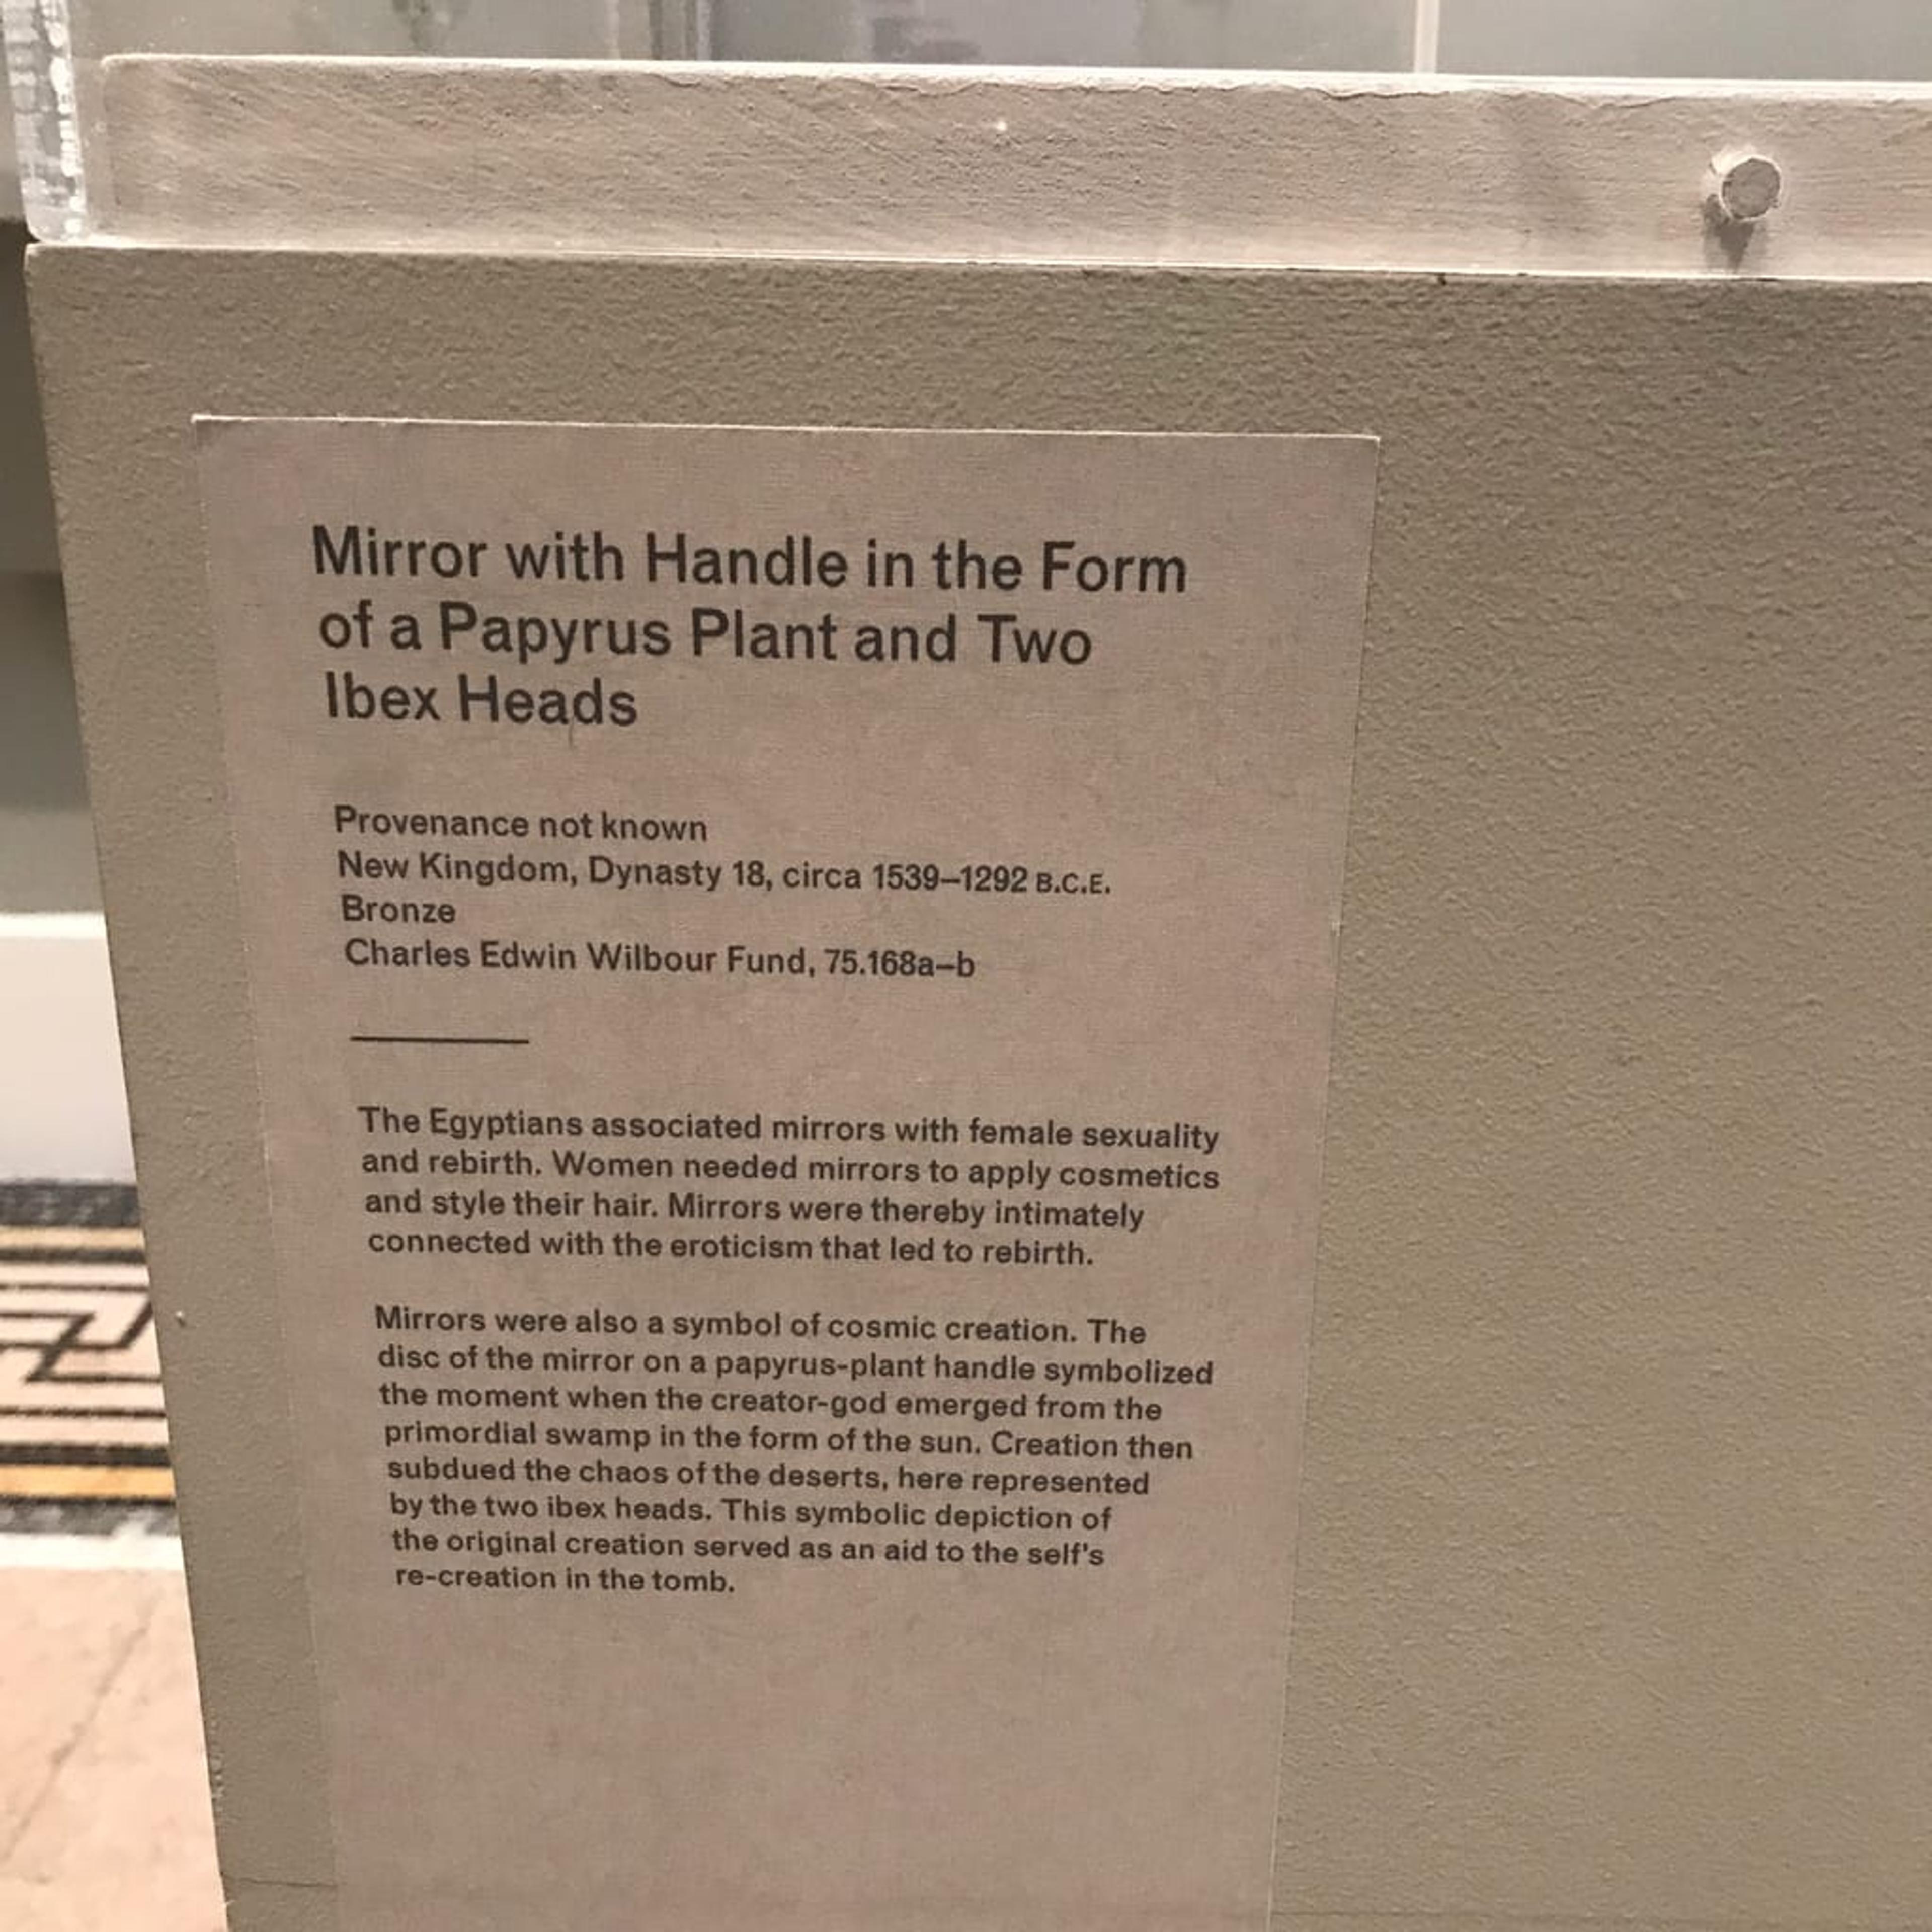 Mirror with Handle in the Form
of a Papyrus Plant and Two
Ibex Heads
Provenance not known
New Kingdom, Dynasty 18, circa 1539–1292 B.C.E.
Bronze
Charles Edwin Wilbour Fund, 75.168a–b
The Egyptians associated mirrors with female sexuality
and rebirth. Women needed mirrors to apply cosmetics
and style their hair. Mirrors were thereby intimately
connected with the eroticism that led to rebirth.
Mirrors were also a symbol of cosmic creation. The
disc of the mirror on a papyrus-plant handle symbolized
the moment when the creator-god emerged from the
primordial swamp in the form of the sun. Creation then
subdued the chaos of the deserts, here represented
by the two ibex heads. This symbolic depiction of
the original creation served as an aid to the self's
re-creation in the tomb.